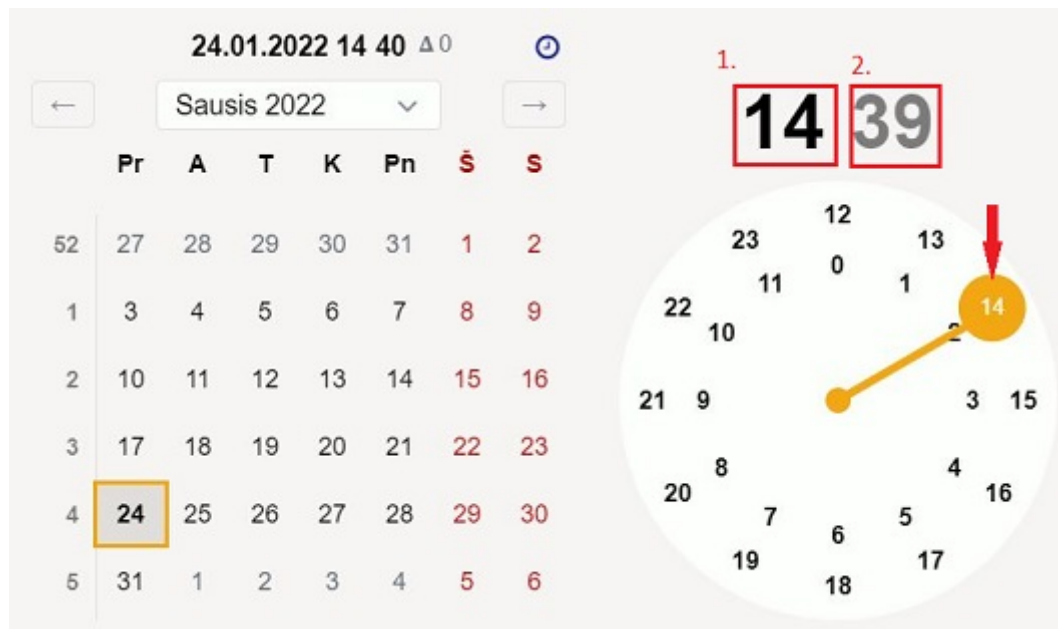 24.01.2022 14 40 Δ 0
← Sausis 2022 →
Pr A T K Pn Š S
52 27 28 29 30 31 1 2
1 3 4 5 6 7 8 9
2 10 11 12 13 14 15 16
3 17 18 19 20 21 22 23
4 24 25 26 27 28 29 30
5 31 1 2 3 4 5 6
1. 2.
14 39
12
23 13
0
11 1
22 14
10 2
21 9 3 15
8 4
20 16
7 5
6
19 17
18